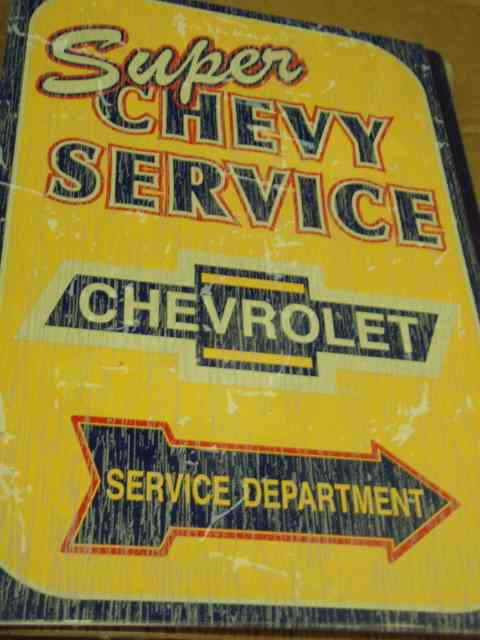 Super
CHEVY
SERVICE
CHEVROLET
SERVICE DEPARTMENT